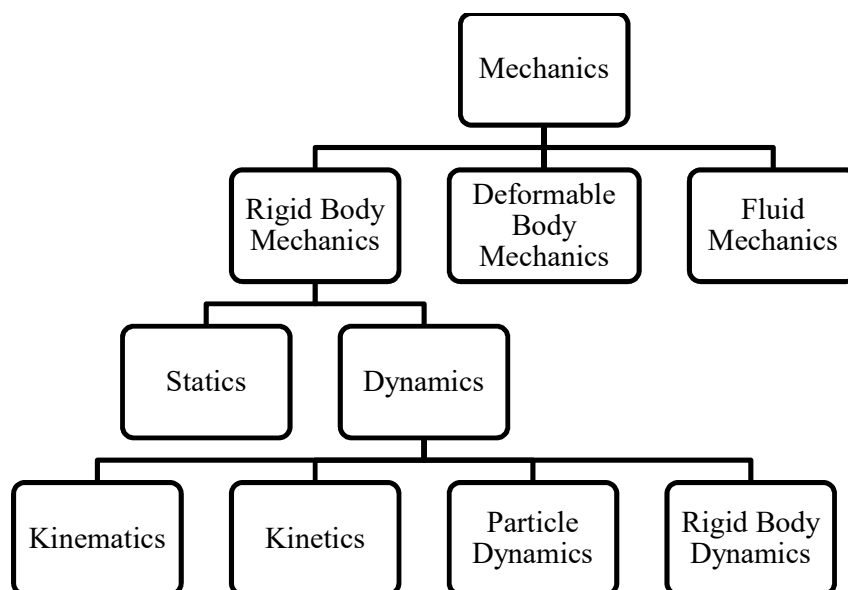 Mechanics
Rigid Body
Mechanics
Deformable
Body
Mechanics
Fluid
Mechanics
Statics
Dynamics
Kinematics
Kinetics
Particle
Dynamics
Rigid Body
Dynamics